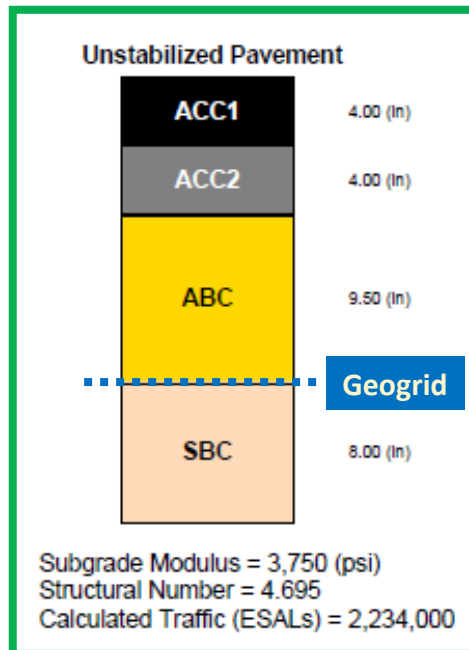 Unstabilized Pavement
ACC1 4.00 (in)
ACC2 4.00 (in)
ABC 9.50 (in)
Geogrid
SBC 8.00 (in)
Subgrade Modulus = 3,750 (psi)
Structural Number = 4.695
Calculated Traffic (ESALs) = 2,234,000